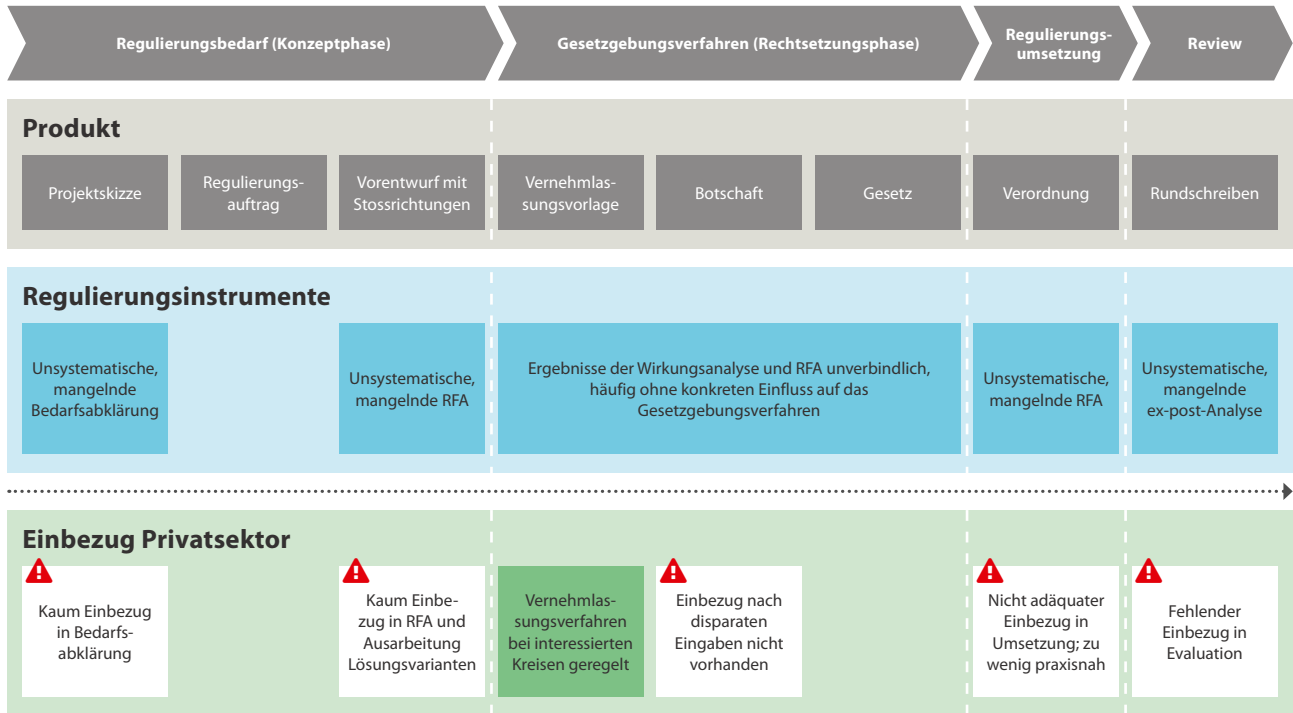 Regulierungsbedarf (Konzeptphase)
Gesetzgebungsverfahren (Rechtsetzungsphase)
Regulierungs-
umsetzung
Review
Produkt
Projektskizze
Regulierungs-
auftrag
Vorentwurf mit
Stossrichtungen
Vernehmlas-
sungsvorlage
Botschaft
Gesetz
Verordnung
Rundschreiben
Regulierungsinstrumente
Unsystematische,
mangelnde
Bedarfsabklärung
Unsystematische,
mangelnde RFA
Ergebnisse der Wirkungsanalyse und RFA unverbindlich,
häufig ohne konkreten Einfluss auf das
Gesetzgebungsverfahren
Unsystematische,
mangelnde RFA
Unsystematische,
mangelnde
ex-post-Analyse
Einbezug Privatsektor
Kaum Einbezug
in Bedarfs-
abklärung
Kaum Einbe-
zug in RFA und
Ausarbeitung
Lösungsvarianten
Vernehmlas-
sungsverfahren
bei interessierten
Kreisen geregelt
Einbezug nach
disparaten
Eingaben nicht
vorhanden
Nicht adäquater
Einbezug in
Umsetzung; zu
wenig praxisnah
Fehlender
Einbezug in
Evaluation